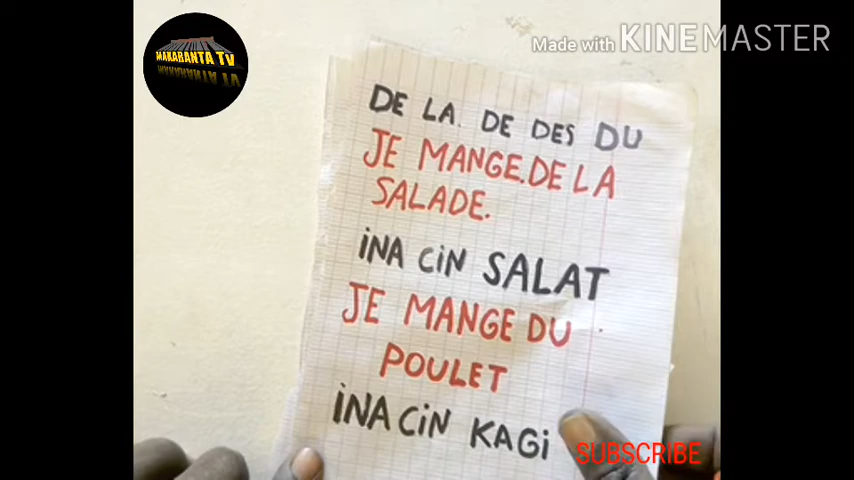 MAKARANTA TV
Made with KINEMASTER
DE LA. DE DES DU
JE MANGE.DE LA
SALADE.
iNA CiN SALAT
JE MANGE DU
POULET
iNA CiN KAGi
SUBSCRIBE